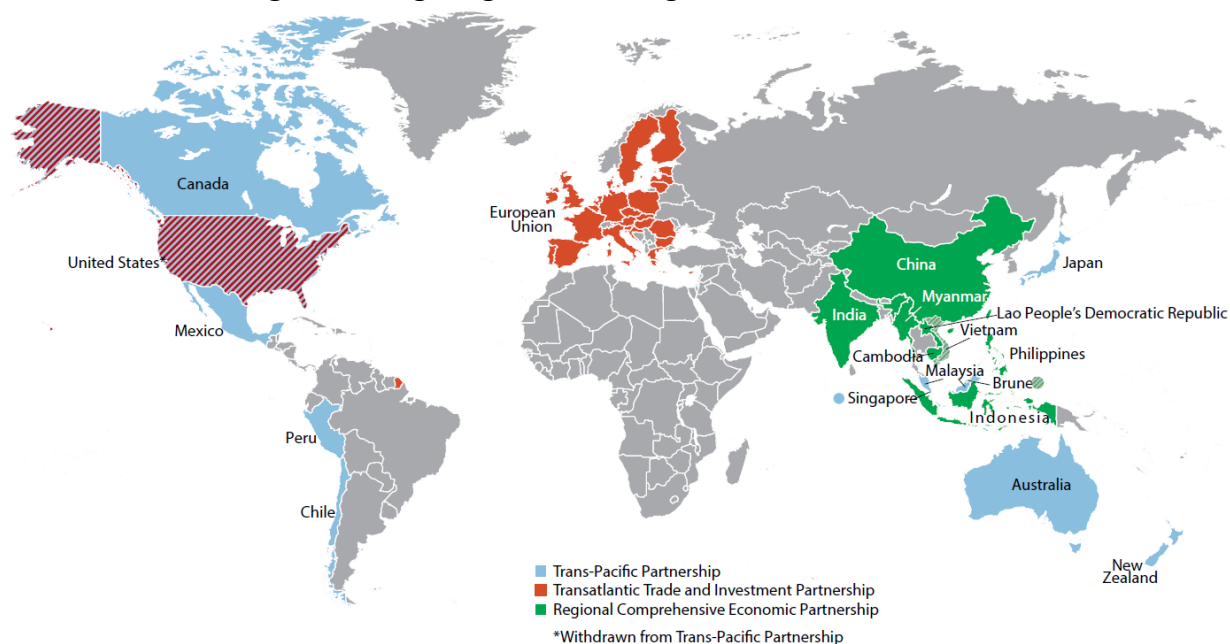 Canada
European
Union
United States*
China
Japan
Myanmar
India
Lao People's Democratic Republic
Vietnam
Mexico
Cambodia
Philippines
Malaysia
Brune
Singapore
Indonesia
Peru
Australia
Chile
New
Zealand
Trans-Pacific Partnership
Transatlantic Trade and Investment Partnership
Regional Comprehensive Economic Partnership
*Withdrawn from Trans-Pacific Partnership